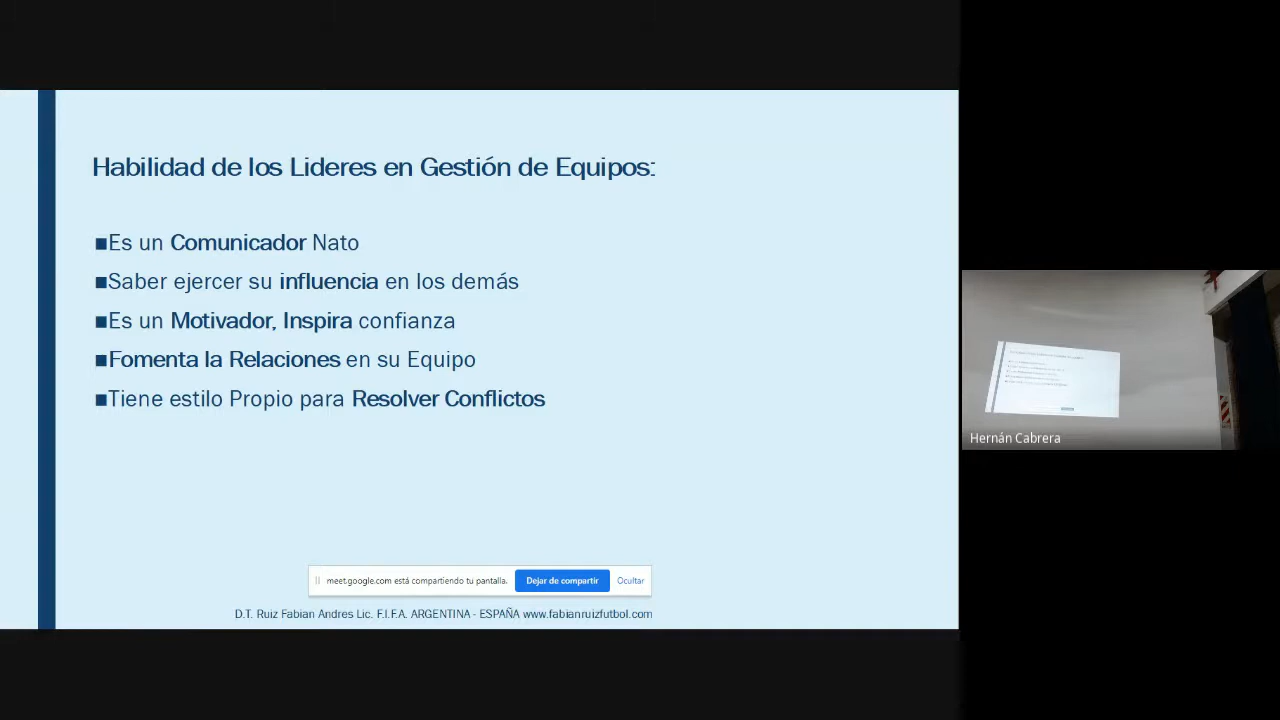 Habilidad de los Lideres en Gestión de Equipos:
■Es un Comunicador Nato
■Saber ejercer su influencia en los demás
■Es un Motivador, Inspira confianza
■Fomenta la Relaciones en su Equipo
■Tiene estilo Propio para Resolver Conflictos
meet.google.com está compartiendo tu pantalla. Dejar de compartir Ocultar
D.T. Ruiz Fabian Andres Lic. F.I.F.A. ARGENTINA - ESPAÑA www.fabianruizfutbol.com
Hernán Cabrera